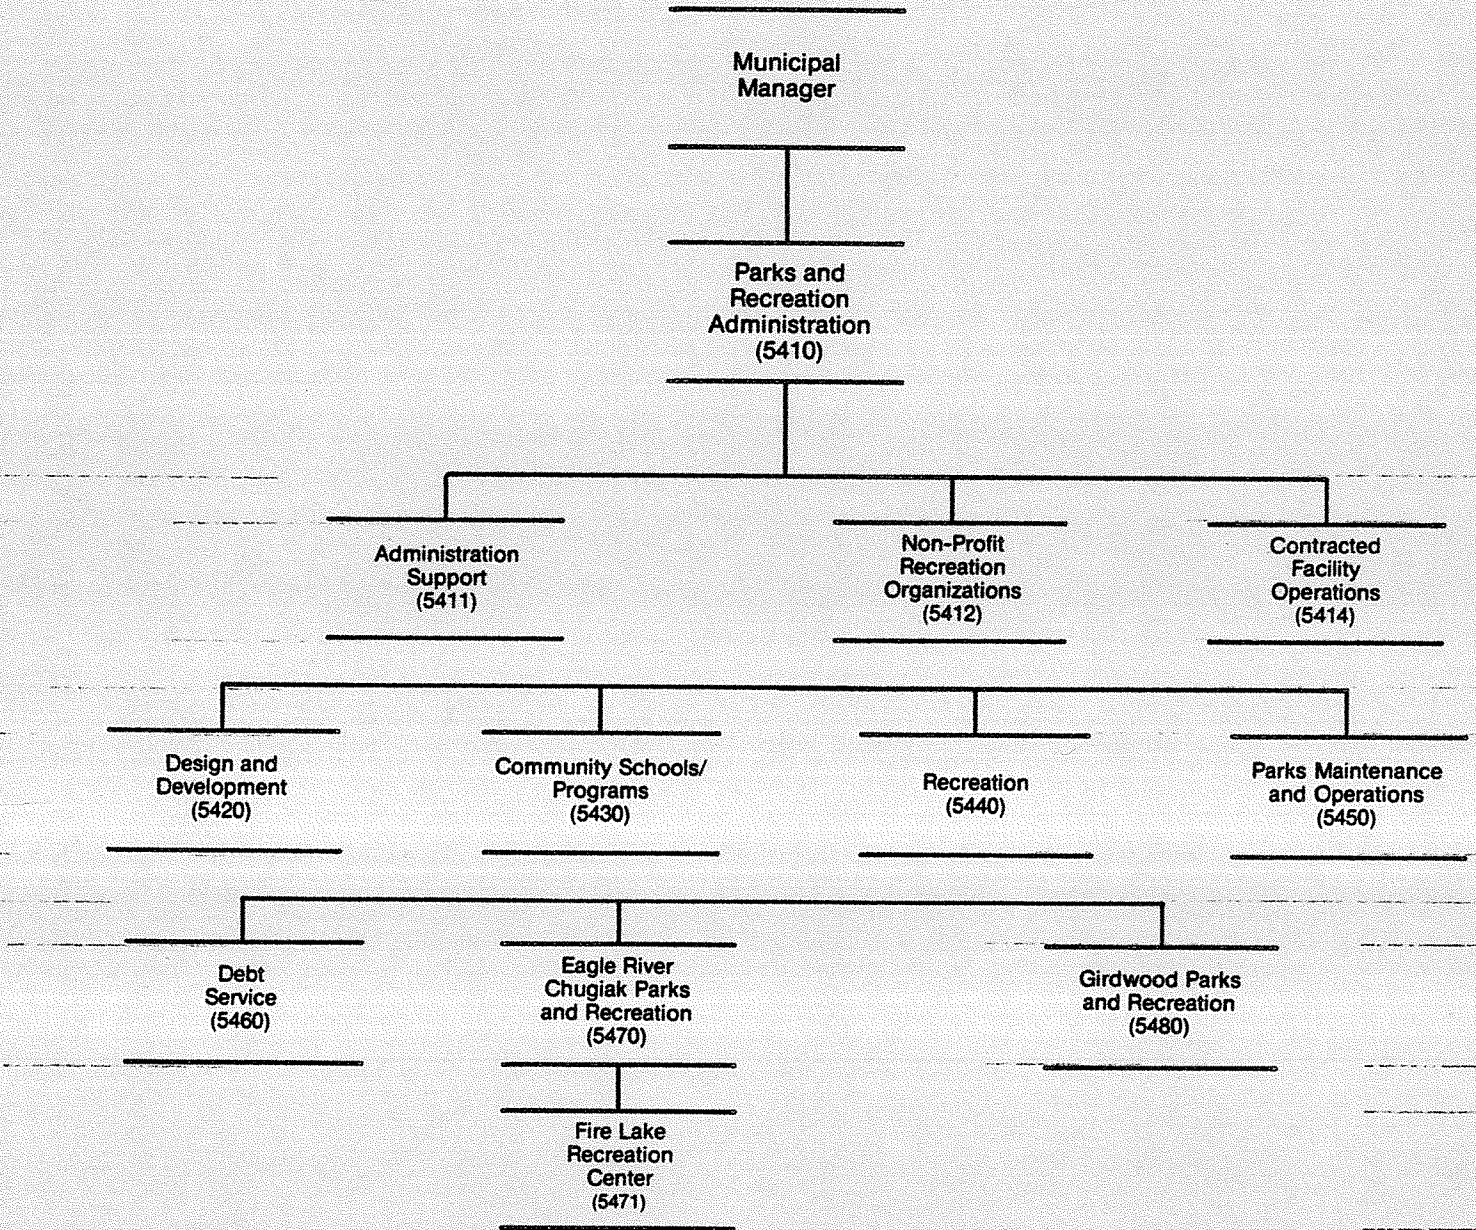 Municipal
Manager
Parks and
Recreation
Administration
(5410)
Administration
Support
(5411)
Non-Profit
Recreation
Organizations
(5412)
Contracted
Facility
Operations
(5414)
Design and
Development
(5420)
Community Schools/
Programs
(5430)
Recreation
(5440)
Parks Maintenance
and Operations
(5450)
Debt
Service
(5460)
Eagle River
Chugiak Parks
and Recreation
(5470)
Girdwood Parks
and Recreation
(5480)
Fire Lake
Recreation
Center
(5471)